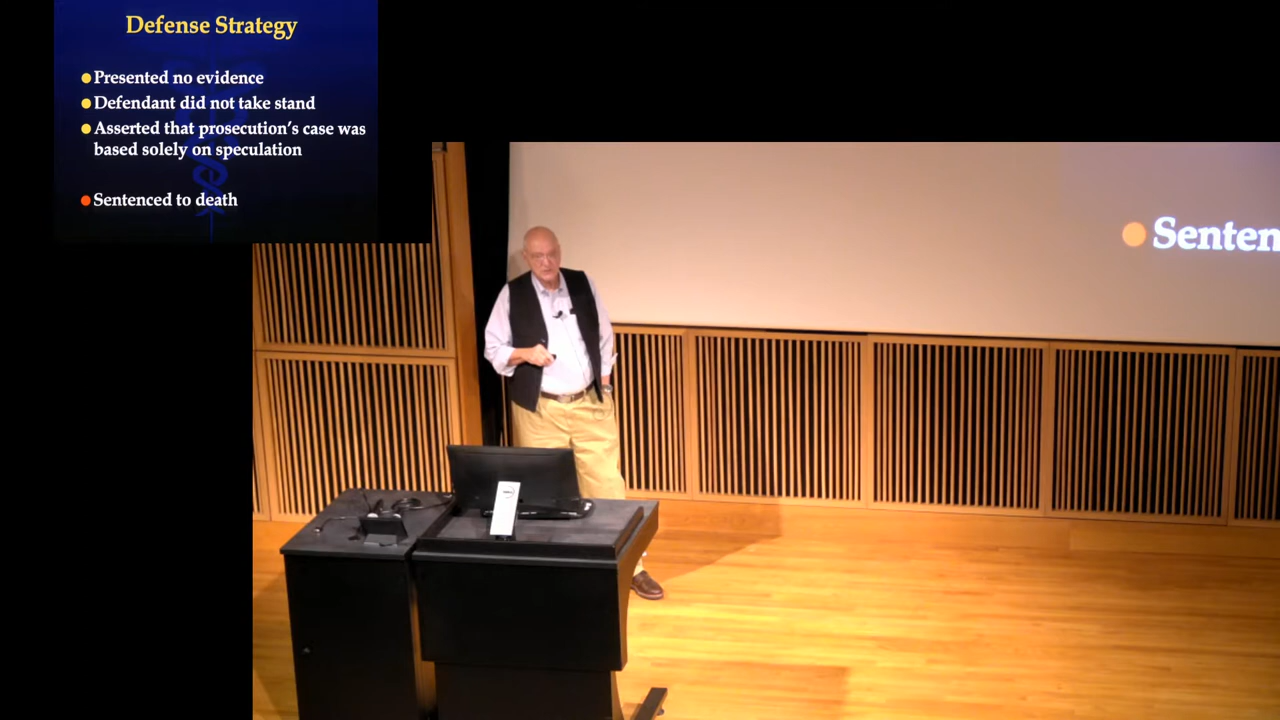 Defense Strategy
Presented no evidence
Defendant did not take stand
Asserted that prosecution's case was
based solely on speculation
Sentenced to death
Senten